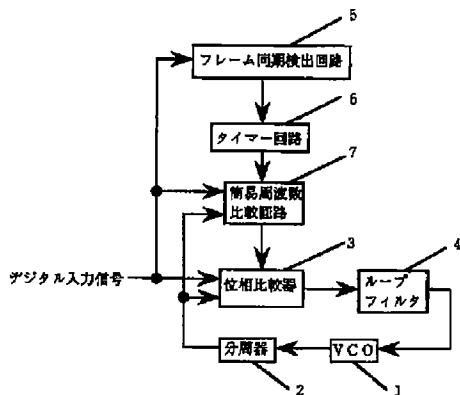 5
フレーム同期検出回路
6
タイマー回路
7
簡易周波数
比較回路
3
4
デジタル入力信号
位相比較器
ループ
フィルタ
分周器
VCO
2
1